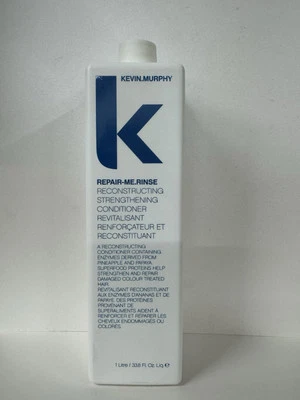 KEVIN.MURPHY
k
REPAIR-ME.RINSE
RECONSTRUCTING
STRENGTHENING
CONDITIONER
REVITALISANT
RENFORÇATEUR ET
RECONSTITUANT
A RECONSTRUCTING
CONDITIONER CONTAINING
ENZYMES DERIVED FROM
PINEAPPLE AND PAPAYA.
SUPERFOOD PROTEINS HELP
STRENGTHEN AND REPAIR
DAMAGED COLOUR TREATED
HAIR.
REVITALISANT RECONSTITUANT
AUX ENZYMES D'ANANAS ET DE
PAPAYE. DES PROTÉINES
PROVENANT DE
SUPERALIMENTS AIDENT À
RENFORCER ET RÉPARER LES
CHEVEUX ENDOMMAGÉS OU
COLORÉS.
1 Litre / 33.8 Fl. Oz. Liq ℮